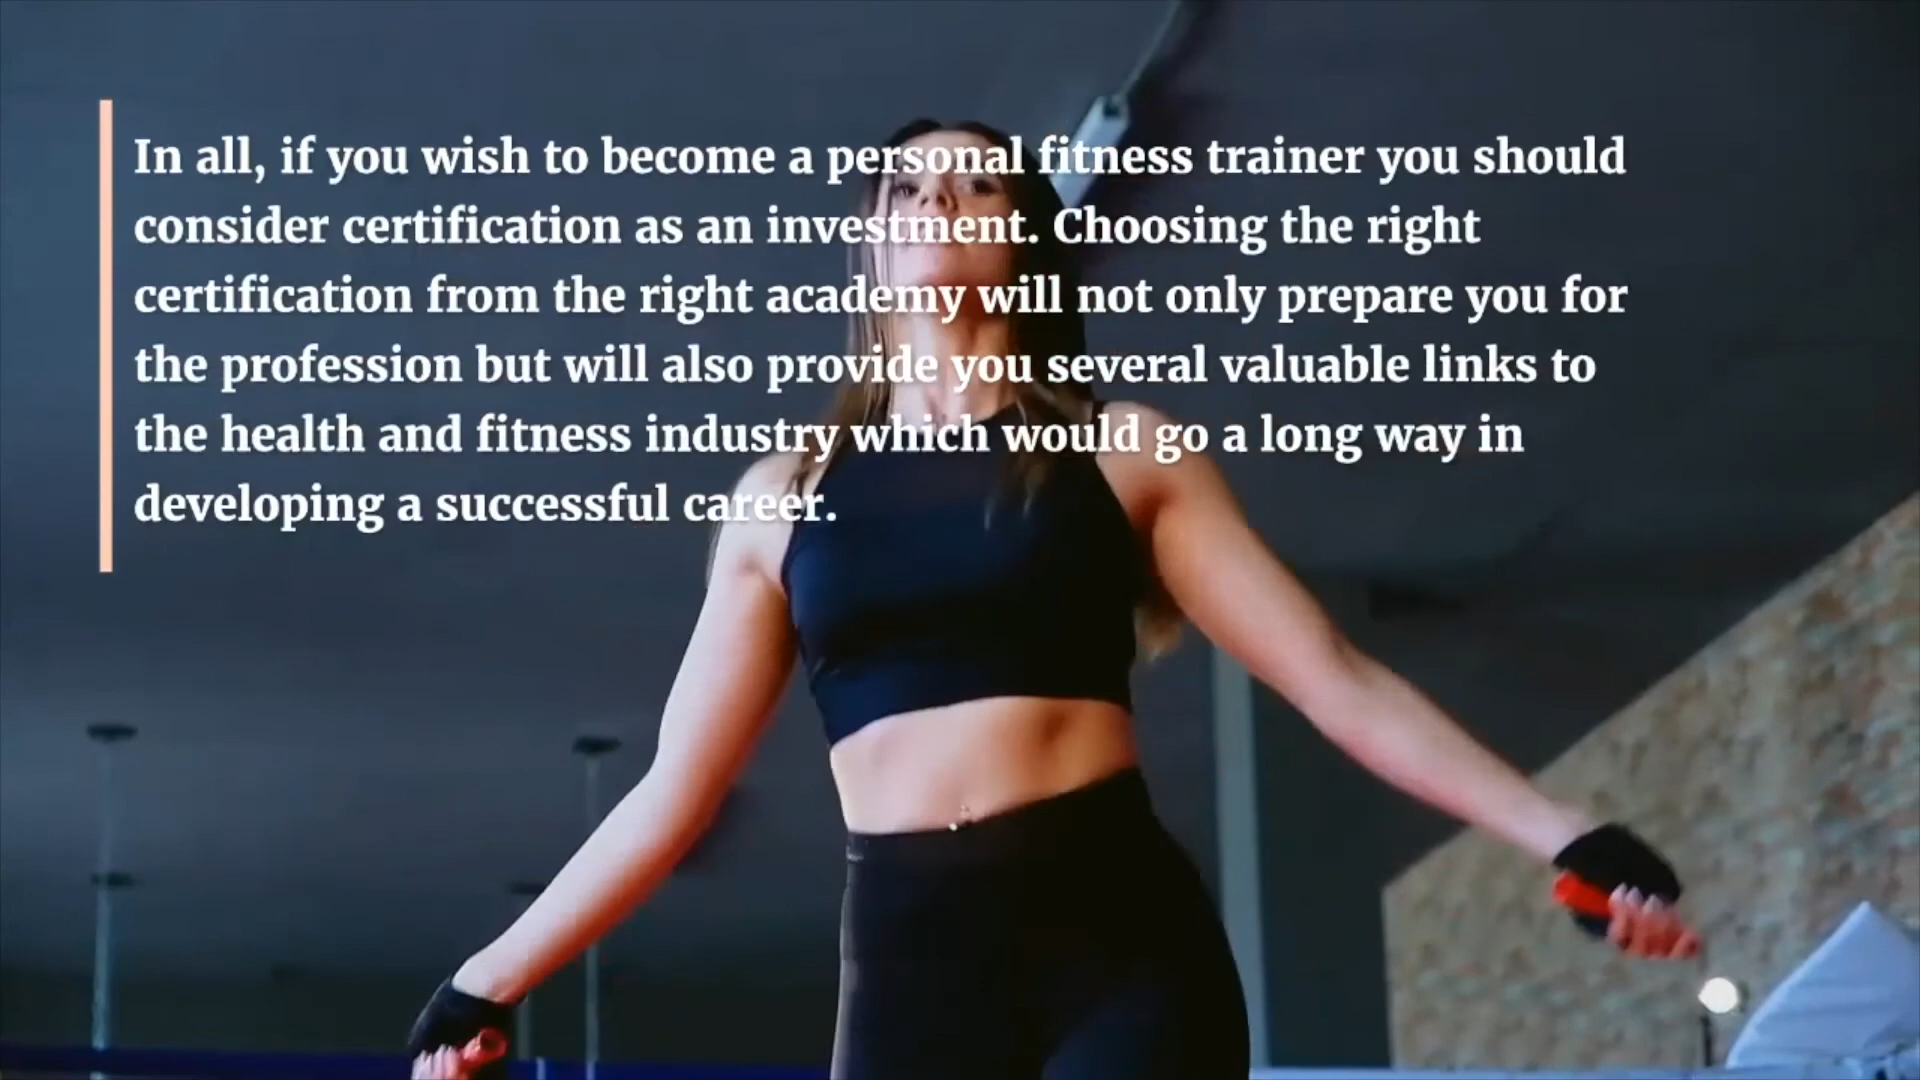 In all, if you wish to become a personal fitness trainer you should
consider certification as an investment. Choosing the right
certification from the right academy will not only prepare you for
the profession but will also provide you several valuable links to
the health and fitness industry which would go a long way in
developing a successful career.